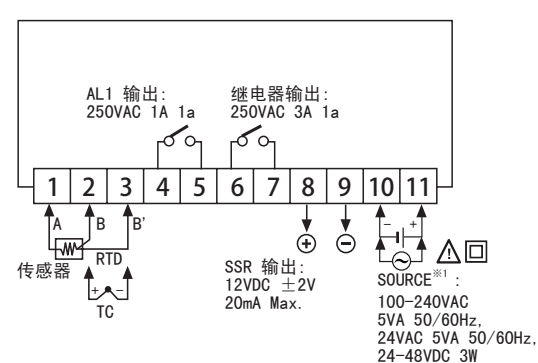 AL1 输出:
250VAC 1A 1a
继电器输出:
250VAC 3A 1a
1 2 3 4 5 6 7 8 9 10 11
A B B' - +
传感器
RTD
+ -
TC
SSR 输出:
12VDC ±2V
20mA Max.
SOURCE※1 :
100-240VAC
5VA 50/60Hz,
24VAC 5VA 50/60Hz,
24-48VDC 3W